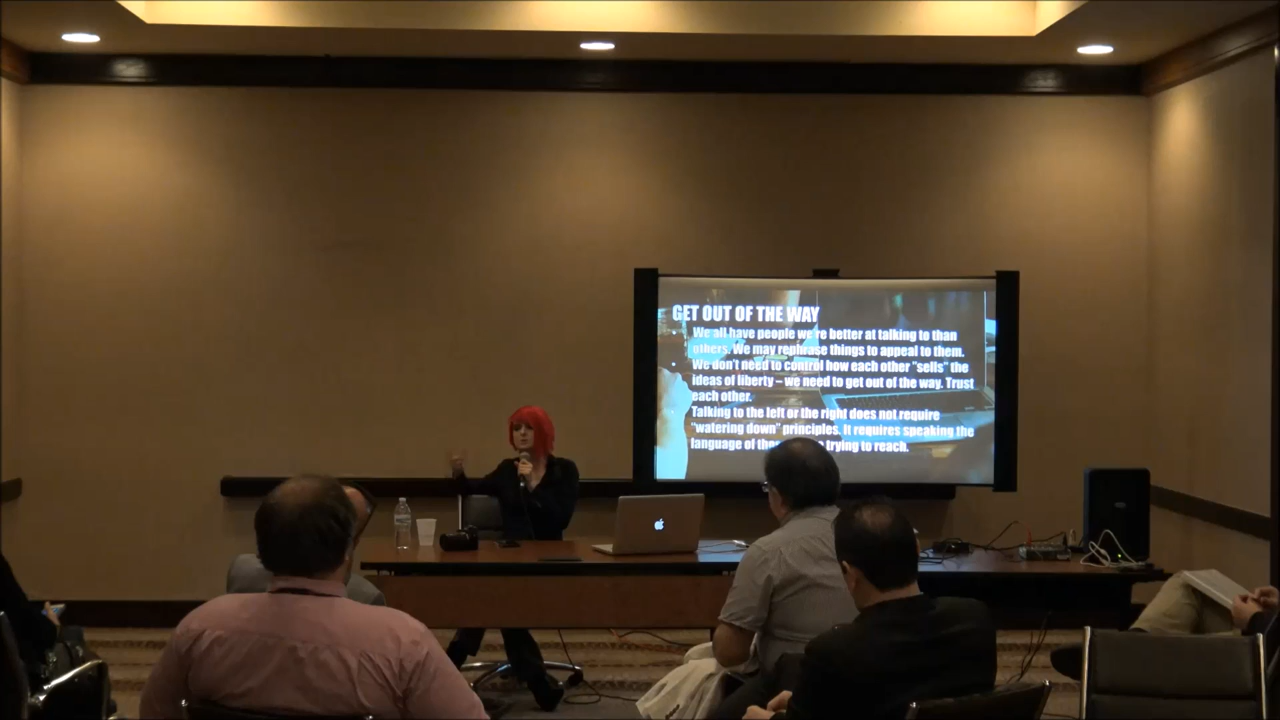 GET OUT OF THE WAY
We all have people we're better at talking to than
others. We may rephrase things to appeal to them.
We don't need to control how each other "sells" the
ideas of liberty – we need to get out of the way. Trust
each other.
Talking to the left or the right does not require
"watering down" principles. It requires speaking the
language of trying to reach.